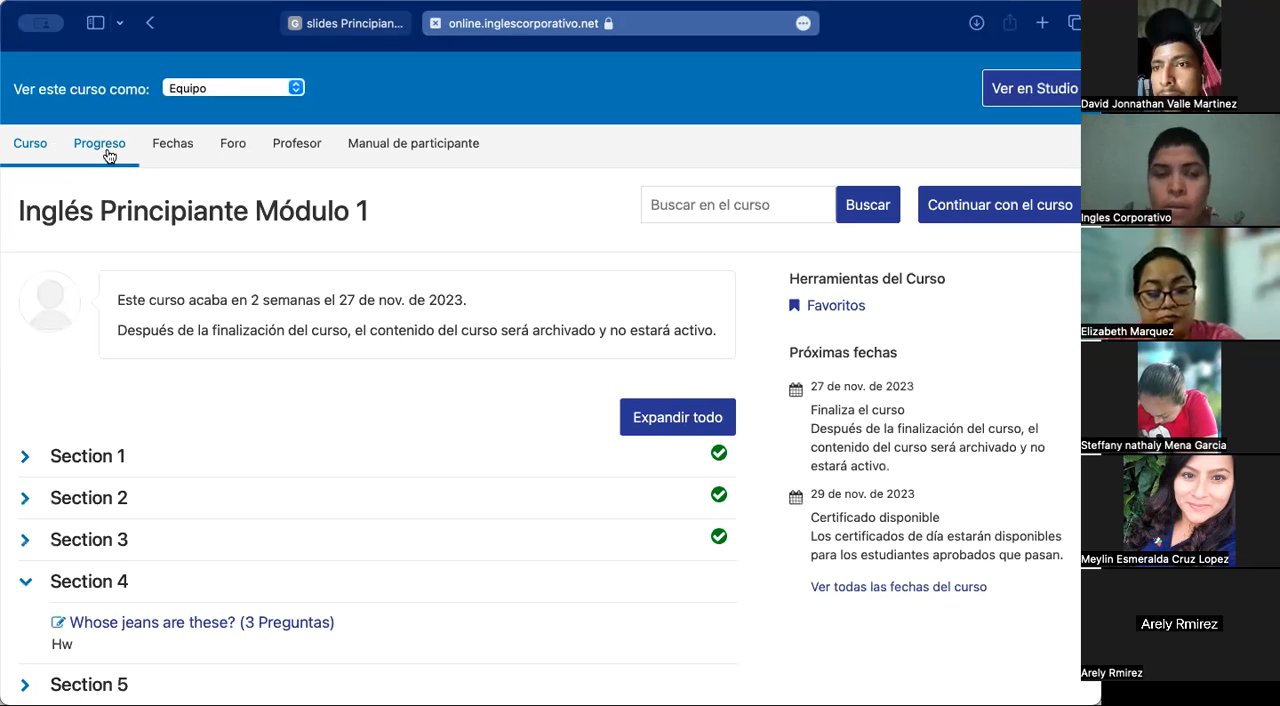 slides Principian...
online.inglescorporativo.net
Ver este curso como:
Equipo
Ver en Studio
Curso
Progreso
Fechas
Foro
Profesor
Manual de participante
Inglés Principiante Módulo 1
Buscar en el curso
Buscar
Continuar con el curso
Este curso acaba en 2 semanas el 27 de nov. de 2023.
Después de la finalización del curso, el contenido del curso será archivado y no estará activo.
Expandir todo
Section 1
Section 2
Section 3
Section 4
Whose jeans are these? (3 Preguntas)
Hw
Section 5
Herramientas del Curso
Favoritos
Próximas fechas
27 de nov. de 2023
Finaliza el curso
Después de la finalización del curso, el
contenido del curso será archivado y no
estará activo.
29 de nov. de 2023
Certificado disponible
Los certificados de día estarán disponibles
para los estudiantes aprobados que pasan.
Ver todas las fechas del curso
David Jonnathan Valle Martinez
Ingles Corporativo
Elizabeth Marquez
Steffany nathaly Mena Garcia
Meylin Esmeralda Cruz Lopez
Arely Rmirez
Arely Rmirez